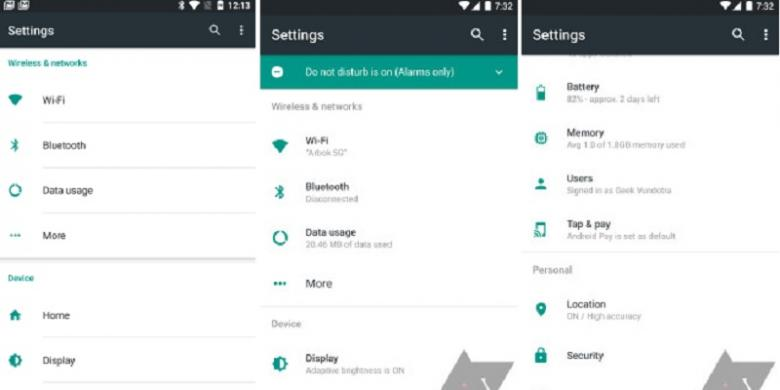 12:13
Settings
Wireless & networks
Wi-Fi
Bluetooth
Data usage
More
Device
Home
Display
7:32
Settings
Do not disturb is on (Alarms only)
Wireless & networks
Wi-Fi
"Arbok 5G"
Bluetooth
Disconnected
Data usage
20.46 MB of data used
More
Device
Display
Adaptive brightness is ON
7:32
Settings
Battery
82% - approx. 2 days left
Memory
Avg 1.0 of 1.8GB memory used
Users
Signed in as Geek Vundotra
Tap & pay
Android Pay is set as default
Personal
Location
ON / High accuracy
Security